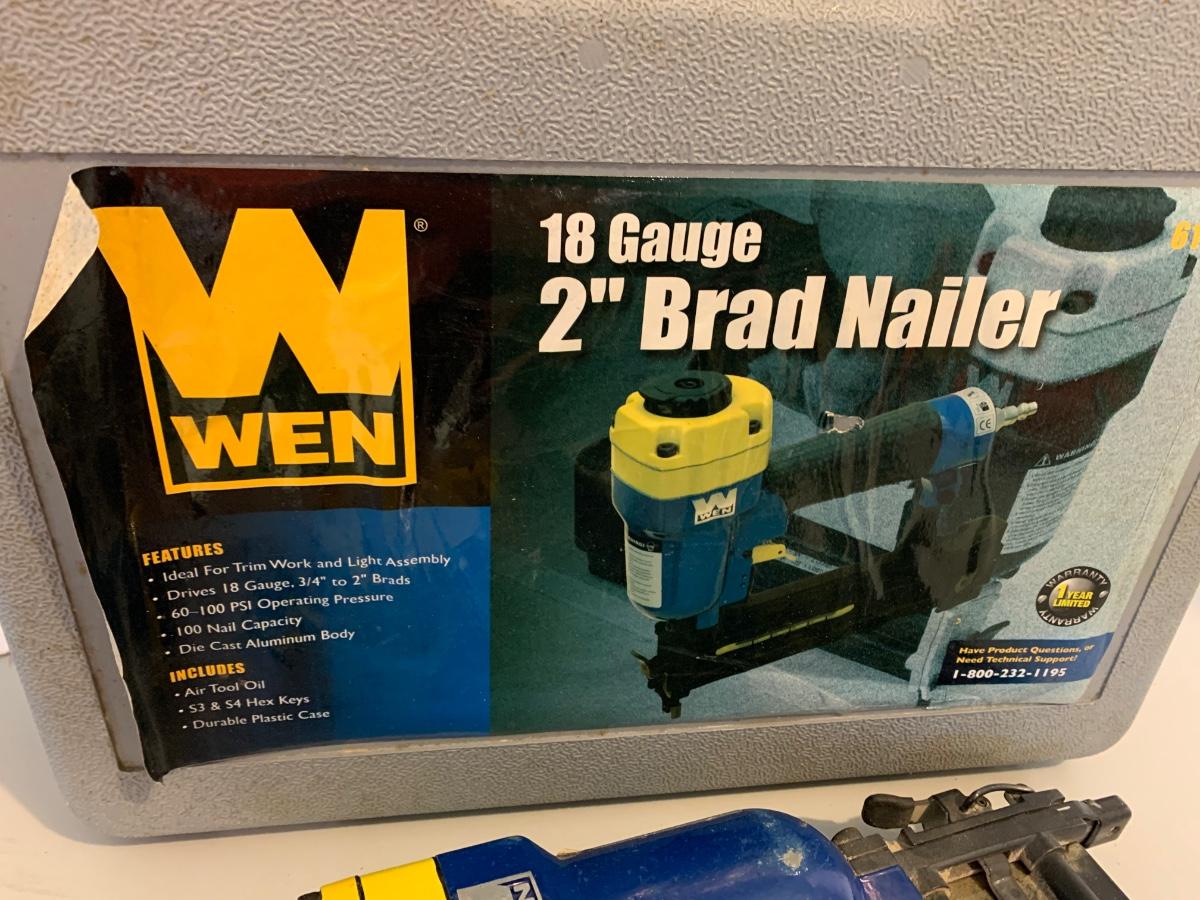 WEN®
18 Gauge
2" Brad Nailer
61
WEN
CE
WARNING
FEATURES
• Ideal For Trim Work and Light Assembly
• Drives 18 Gauge, 3/4" to 2" Brads
• 60–100 PSI Operating Pressure
• 100 Nail Capacity
• Die Cast Aluminum Body
INCLUDES
• Air Tool Oil
• S3 & S4 Hex Keys
• Durable Plastic Case
WARRANTY
1 YEAR
LIMITED
WARRANTY
Have Product Questions, or
Need Technical Support?
1-800-232-1195